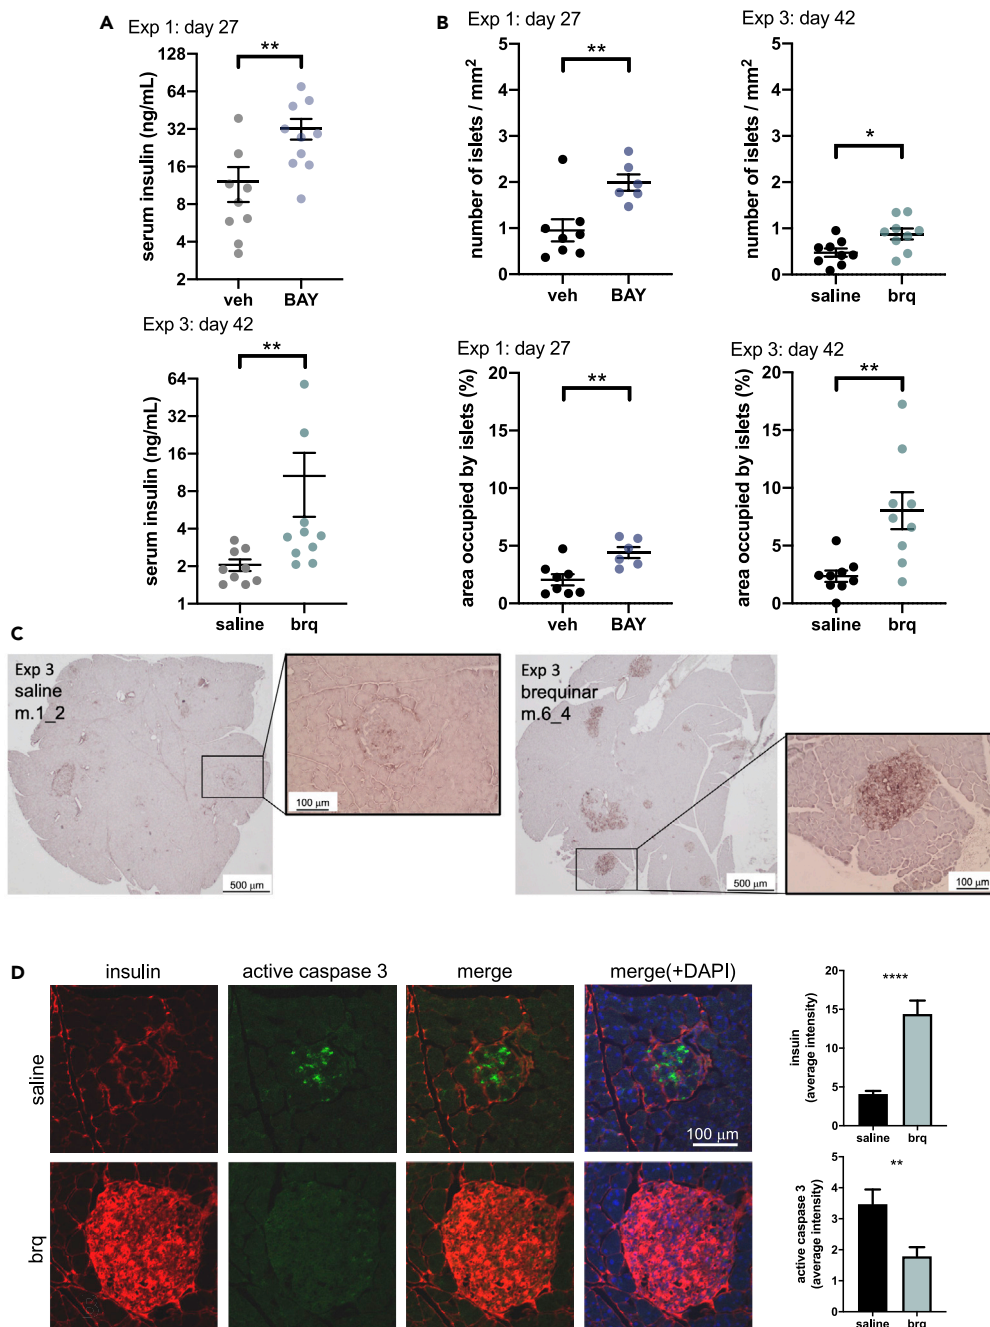 A
Exp 1: day 27
serum insulin (ng/mL)
128
64
32
16
8
4
2
**
veh
BAY
Exp 3: day 42
serum insulin (ng/mL)
64
32
16
8
4
2
1
**
saline
brq
B
Exp 1: day 27
number of islets / mm²
5
4
3
2
1
0
**
veh
BAY
Exp 3: day 42
number of islets / mm²
5
4
3
2
1
0
*
saline
brq
Exp 1: day 27
area occupied by islets (%)
20
15
10
5
0
**
veh
BAY
Exp 3: day 42
area occupied by islets (%)
20
15
10
5
0
**
saline
brq
C
Exp 3
saline
m.1_2
500 μm
100 μm
Exp 3
brequinar
m.6_4
500 μm
100 μm
D
insulin
active caspase 3
merge
merge(+DAPI)
saline
100 μm
brq
insuin
(average intensity)
20
15
10
5
0
****
saline
brq
active caspase 3
(average intensity)
5
4
3
2
1
0
**
saline
brq